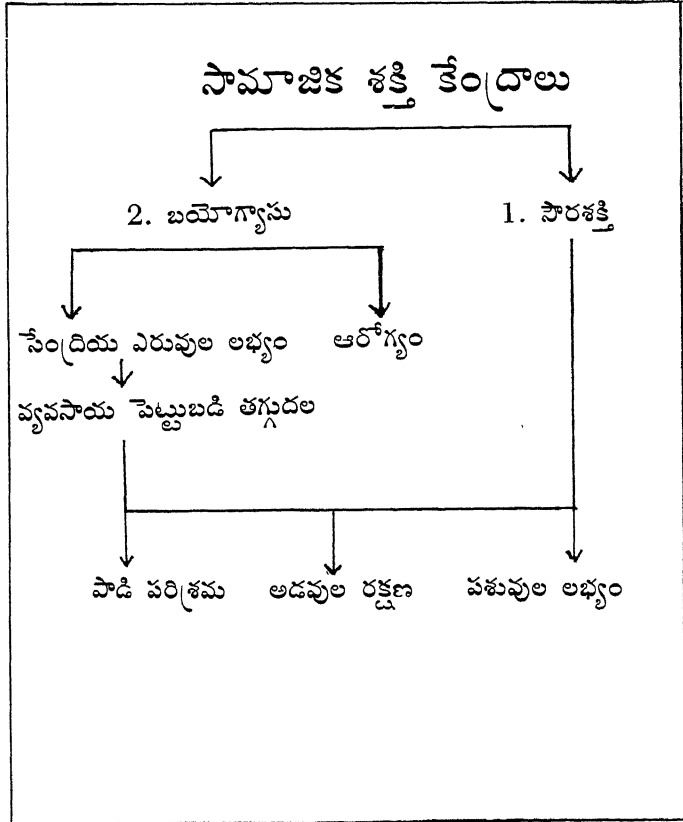 సామాజిక శక్తి కేంద్రాలు
2. బయోగ్యాసు 1. సౌరశక్తి
సేంద్రియ ఎరువుల లభ్యం ఆరోగ్యం
వ్యవసాయ పెట్టుబడి తగ్గుదల
పాడి పరిశ్రమ అడవుల రక్షణ పశువుల లభ్యం